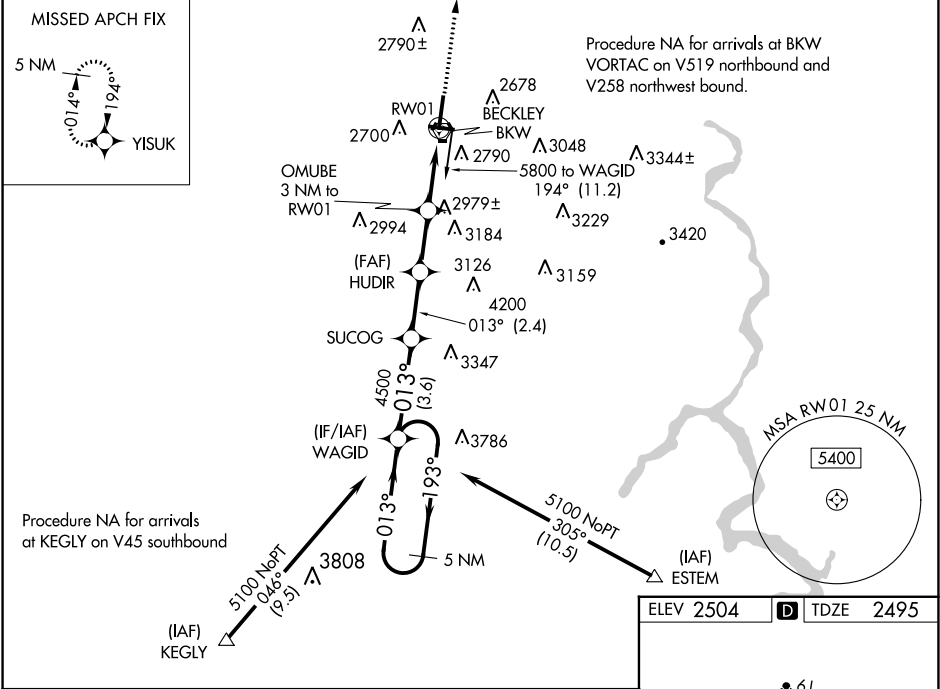 MISSED APCH FIX
5 NM
014°
194°
YISUK
2790±
Procedure NA for arrivals at BKW
VORTAC on V519 northbound and
V258 northwest bound.
2678
RW01
BECKLEY
BKW
2700
2790
3048
3344±
5800 to WAGID
194° (11.2)
OMUBE
3 NM to
RW01
2979±
2994
3184
3229
3420
(FAF)
HUDIR
3126
3159
4200
013° (2.4)
SUCOG
3347
4500
013°
(3.6)
(IF/IAF)
WAGID
3786
MSA RW01 25 NM
5400
013°
193°
5 NM
Procedure NA for arrivals
at KEGLY on V45 southbound
5100 NoPT
046°
(9.5)
3808
5100 NoPT
305°
(10.5)
(IAF)
ESTEM
(IAF)
KEGLY
ELEV 2504 D TDZE 2495